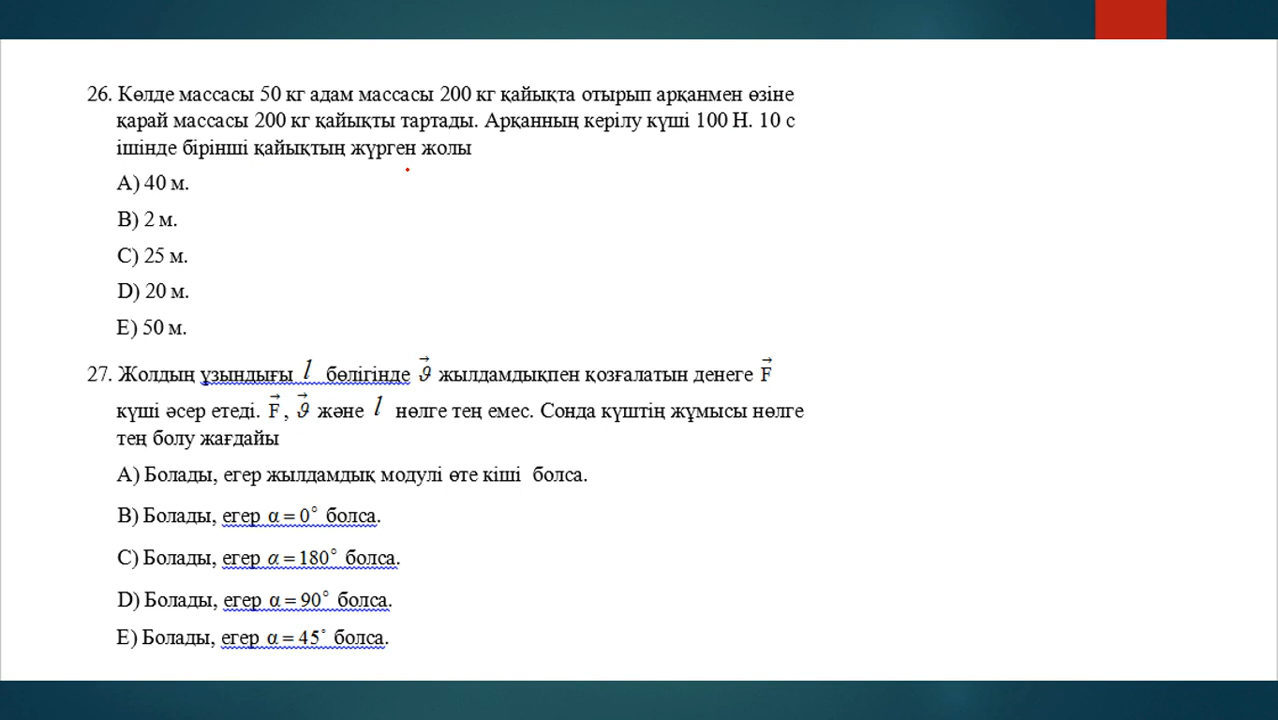 26. Көлде массасы 50 кг адам массасы 200 кг қайықта отырып арқанмен өзіне
қарай массасы 200 кг қайықты тартады. Арқанның керілу күші 100 Н. 10 с
ішінде бірінші қайықтың жүрген жолы
A) 40 м.
B) 2 м.
C) 25 м.
D) 20 м.
E) 50 м.
27. Жолдың ұзындығы l бөлігінде ϑ⃗ жылдамдықпен қозғалатын денеге F⃗
күші әсер етеді. F⃗ , ϑ⃗ және l нөлге тең емес. Сонда күштің жұмысы нөлге
тең болу жағдайы
A) Болады, егер жылдамдық модулі өте кіші болса.
B) Болады, егер α = 0° болса.
C) Болады, егер α = 180° болса.
D) Болады, егер α = 90° болса.
E) Болады, егер α = 45° болса.